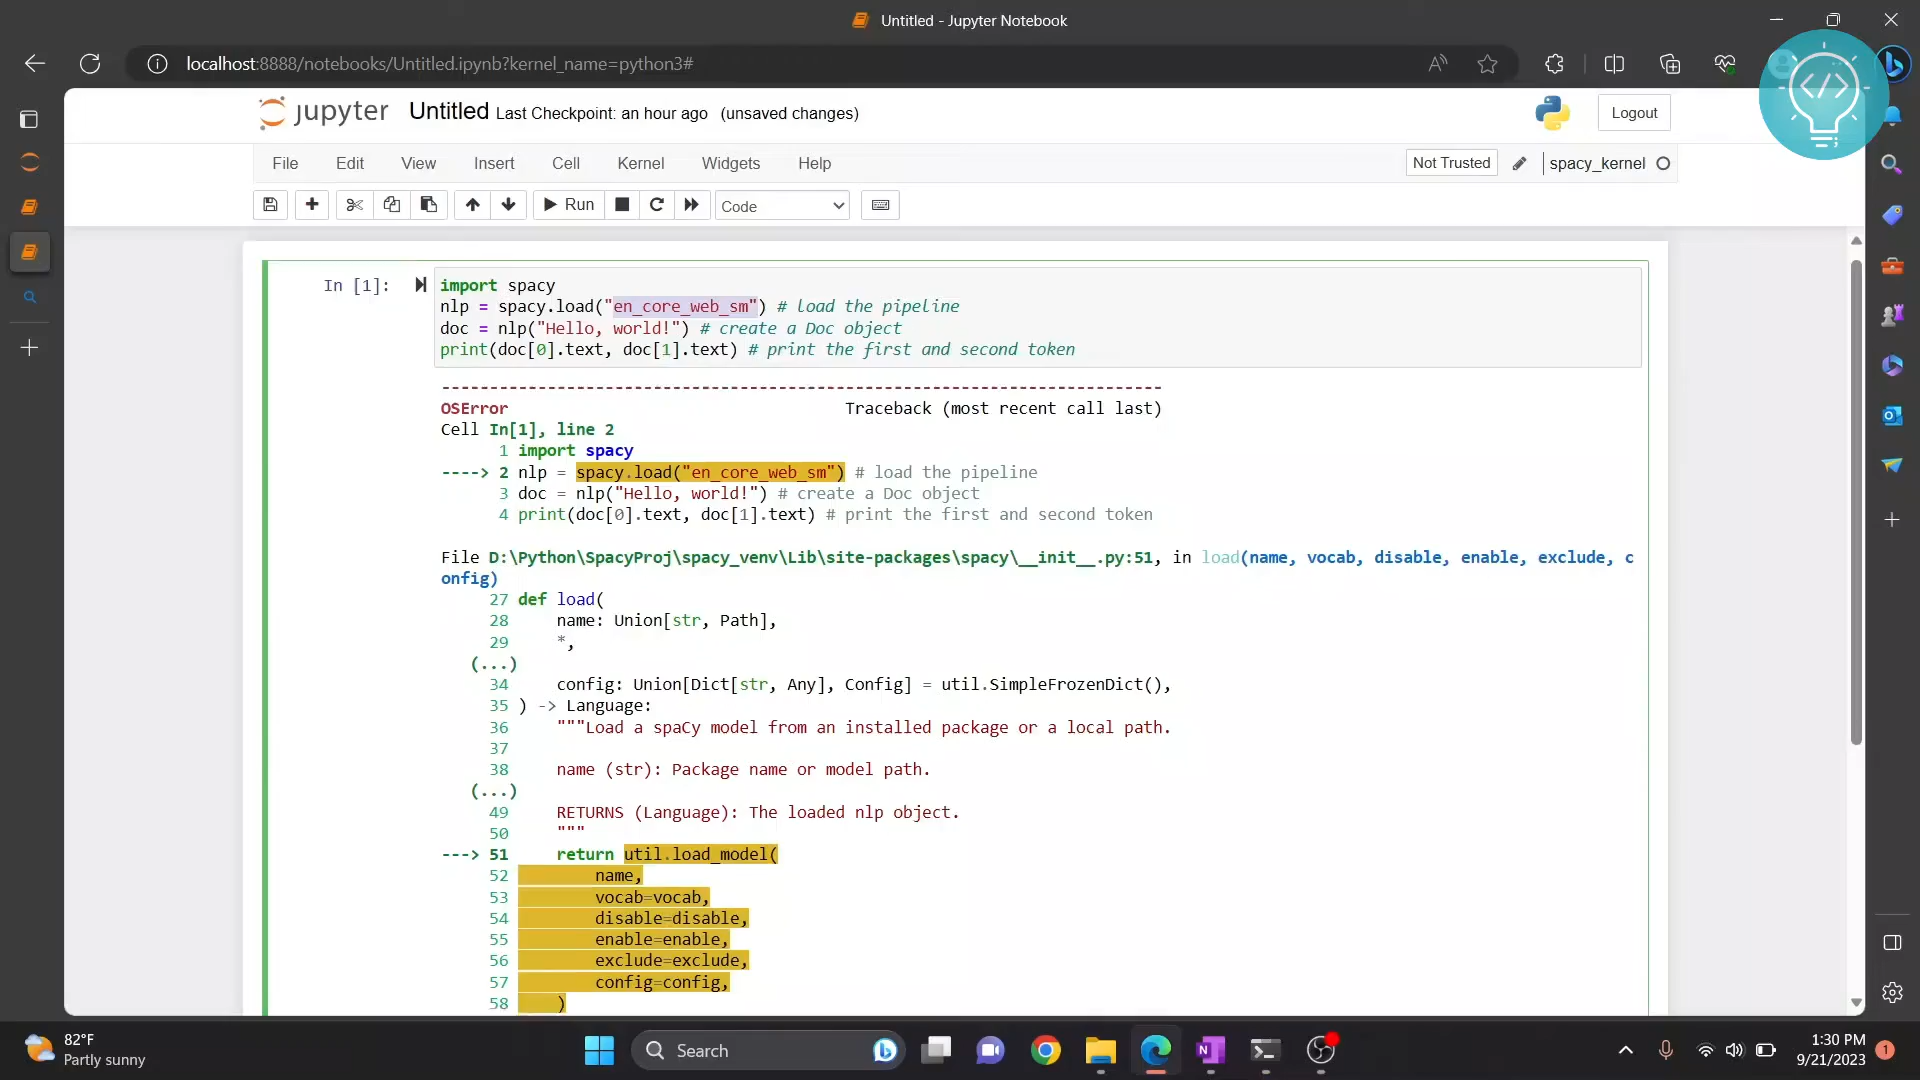 Untitled - Jupyter Notebook
localhost:8888/notebooks/Untitled.ipynb?kernel_name=python3#
jupyter Untitled Last Checkpoint: an hour ago (unsaved changes)
Logout
File Edit View Insert Cell Kernel Widgets Help
Not Trusted spacy_kernel
Run Code
In [1]: import spacy
nlp = spacy.load("en_core_web_sm") # load the pipeline
doc = nlp("Hello, world!") # create a Doc object
print(doc[0].text, doc[1].text) # print the first and second token
---------------------------------------------------------------------------
OSError Traceback (most recent call last)
Cell In[1], line 2
1 import spacy
----> 2 nlp = spacy.load("en_core_web_sm") # load the pipeline
3 doc = nlp("Hello, world!") # create a Doc object
4 print(doc[0].text, doc[1].text) # print the first and second token
File D:\Python\SpacyProj\spacy_venv\Lib\site-packages\spacy\__init__.py:51, in load(name, vocab, disable, enable, exclude, c
onfig)
27 def load(
28 name: Union[str, Path],
29 *,
(...)
34 config: Union[Dict[str, Any], Config] = util.SimpleFrozenDict(),
35 ) -> Language:
36 """Load a spaCy model from an installed package or a local path.
37
38 name (str): Package name or model path.
(...)
49 RETURNS (Language): The loaded nlp object.
50 """
---> 51 return util.load_model(
52 name,
53 vocab=vocab,
54 disable=disable,
55 enable=enable,
56 exclude=exclude,
57 config=config,
58 )
82°F
Partly sunny
Search
1:30 PM
9/21/2023
1